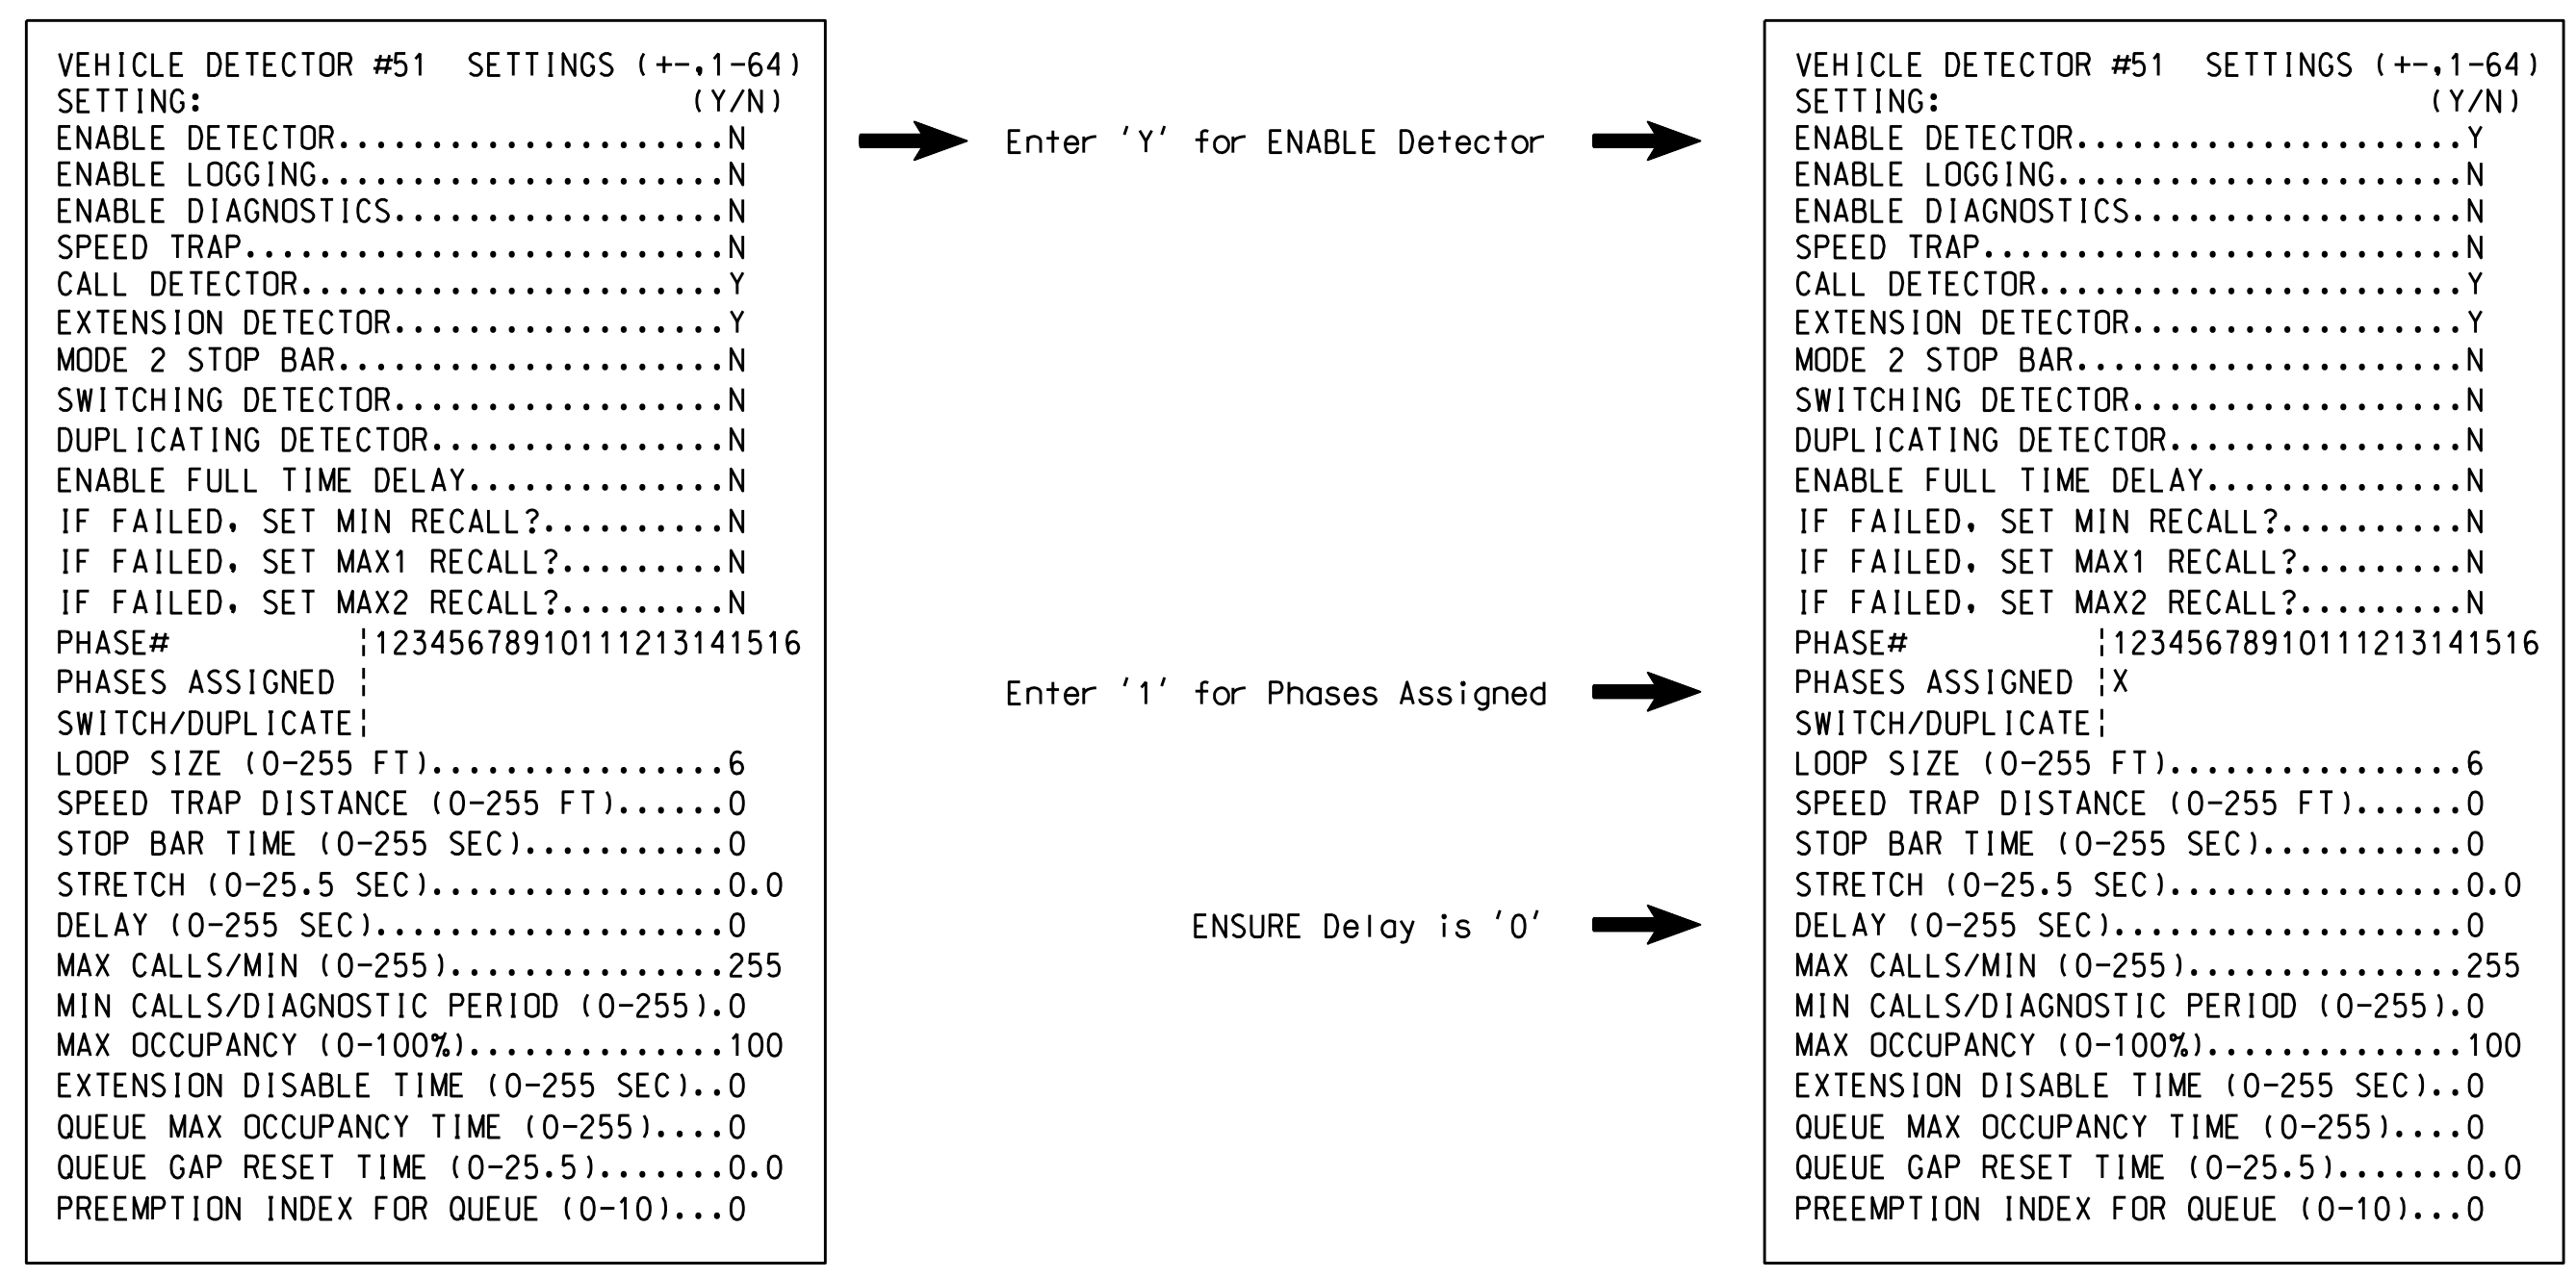 VEHICLE DETECTOR #51  SETTINGS (+-,1-64)
SETTING:                          (Y/N)
ENABLE DETECTOR.....................N
ENABLE LOGGING......................N
ENABLE DIAGNOSTICS..................N
SPEED TRAP..........................N
CALL DETECTOR.......................Y
EXTENSION DETECTOR..................Y
MODE 2 STOP BAR.....................N
SWITCHING DETECTOR..................N
DUPLICATING DETECTOR................N
ENABLE FULL TIME DELAY..............N
IF FAILED, SET MIN RECALL?..........N
IF FAILED, SET MAX1 RECALL?.........N
IF FAILED, SET MAX2 RECALL?.........N
PHASE#          ¦12345678910111213141516
PHASES ASSIGNED ¦
SWITCH/DUPLICATE¦
LOOP SIZE (0-255 FT)................6
SPEED TRAP DISTANCE (0-255 FT)......0
STOP BAR TIME (0-255 SEC)...........0
STRETCH (0-25.5 SEC)................0.0
DELAY (0-255 SEC)...................0
MAX CALLS/MIN (0-255)...............255
MIN CALLS/DIAGNOSTIC PERIOD (0-255).0
MAX OCCUPANCY (0-100%)..............100
EXTENSION DISABLE TIME (0-255 SEC)..0
QUEUE MAX OCCUPANCY TIME (0-255)....0
QUEUE GAP RESET TIME (0-25.5).......0.0
PREEMPTION INDEX FOR QUEUE (0-10)...0
Enter 'Y' for ENABLE Detector
Enter '1' for Phases Assigned
ENSURE Delay is '0'
VEHICLE DETECTOR #51  SETTINGS (+-,1-64)
SETTING:                          (Y/N)
ENABLE DETECTOR.....................Y
ENABLE LOGGING......................N
ENABLE DIAGNOSTICS..................N
SPEED TRAP..........................N
CALL DETECTOR.......................Y
EXTENSION DETECTOR..................Y
MODE 2 STOP BAR.....................N
SWITCHING DETECTOR..................N
DUPLICATING DETECTOR................N
ENABLE FULL TIME DELAY..............N
IF FAILED, SET MIN RECALL?..........N
IF FAILED, SET MAX1 RECALL?.........N
IF FAILED, SET MAX2 RECALL?.........N
PHASE#          ¦12345678910111213141516
PHASES ASSIGNED ¦X
SWITCH/DUPLICATE¦
LOOP SIZE (0-255 FT)................6
SPEED TRAP DISTANCE (0-255 FT)......0
STOP BAR TIME (0-255 SEC)...........0
STRETCH (0-25.5 SEC)................0.0
DELAY (0-255 SEC)...................0
MAX CALLS/MIN (0-255)...............255
MIN CALLS/DIAGNOSTIC PERIOD (0-255).0
MAX OCCUPANCY (0-100%)..............100
EXTENSION DISABLE TIME (0-255 SEC)..0
QUEUE MAX OCCUPANCY TIME (0-255)....0
QUEUE GAP RESET TIME (0-25.5).......0.0
PREEMPTION INDEX FOR QUEUE (0-10)...0